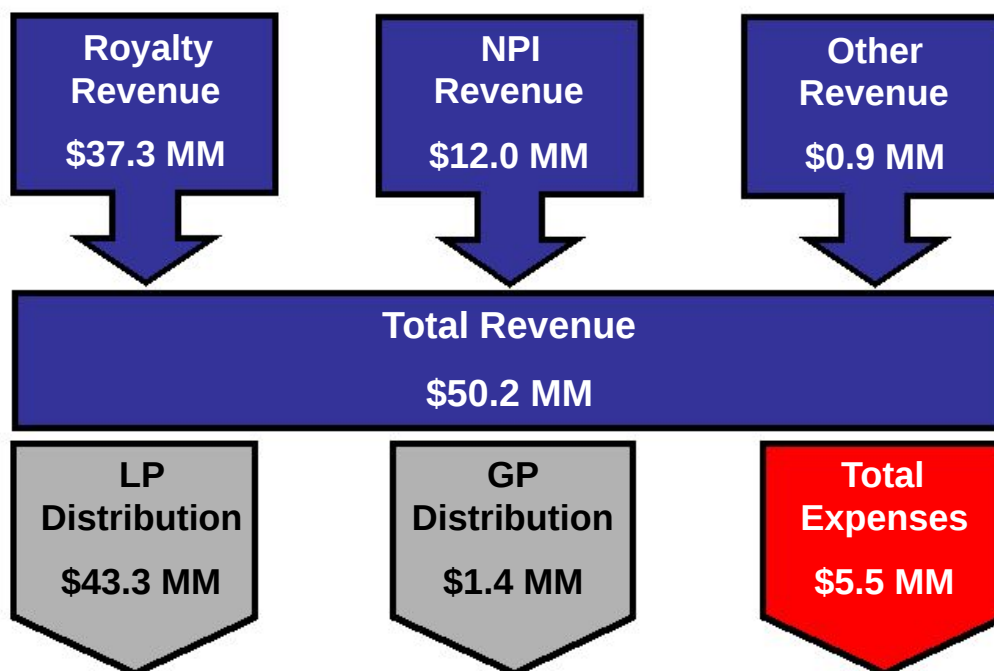 Royalty
Revenue
$37.3 MM
NPI
Revenue
$12.0 MM
Other
Revenue
$0.9 MM
Total Revenue
$50.2 MM
LP
Distribution
$43.3 MM
GP
Distribution
$1.4 MM
Total
Expenses
$5.5 MM